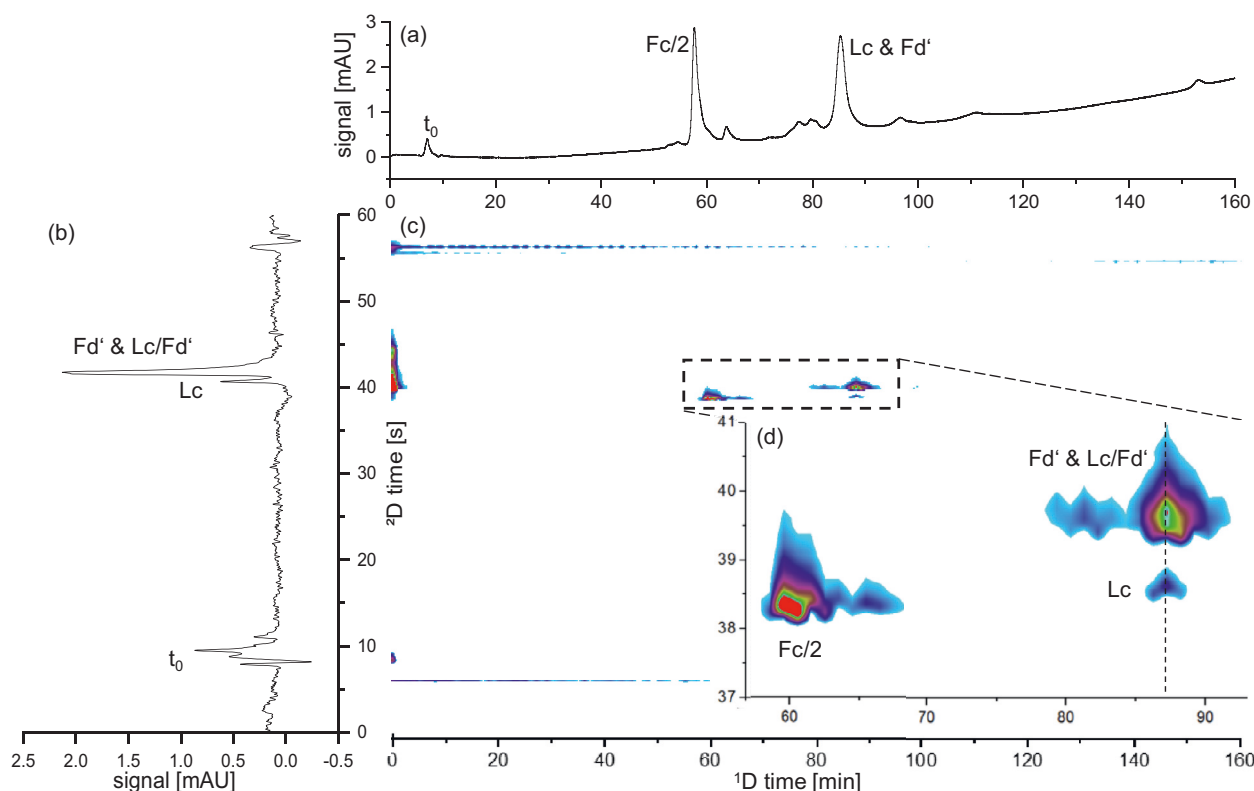 (a)
signal [mAU]
3
2
1
0
t₀
Fc/2
Lc & Fd‘
0 20 40 60 80 100 120 140 160
(b)
60
50
40
30
20
10
0
Fd‘ & Lc/Fd‘
Lc
t₀
2.5 2.0 1.5 1.0 0.5 0.0 -0.5
signal [mAU]
(c)
²D time [s]
(d)
41
40
39
38
37
Fd‘ & Lc/Fd‘
Lc
Fc/2
60 70 80 90
0 20 40 60 80 100 120 140 160
¹D time [min]